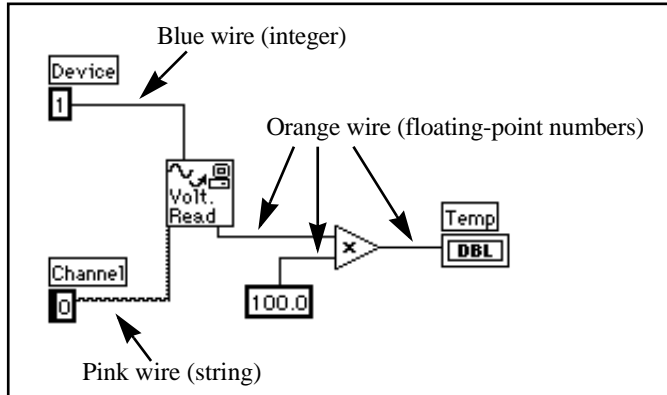 Blue wire (integer)
Device
1
Orange wire (floating-point numbers)
Volt.
Read
Temp
×
DBL
Channel
0
100.0
Pink wire (string)